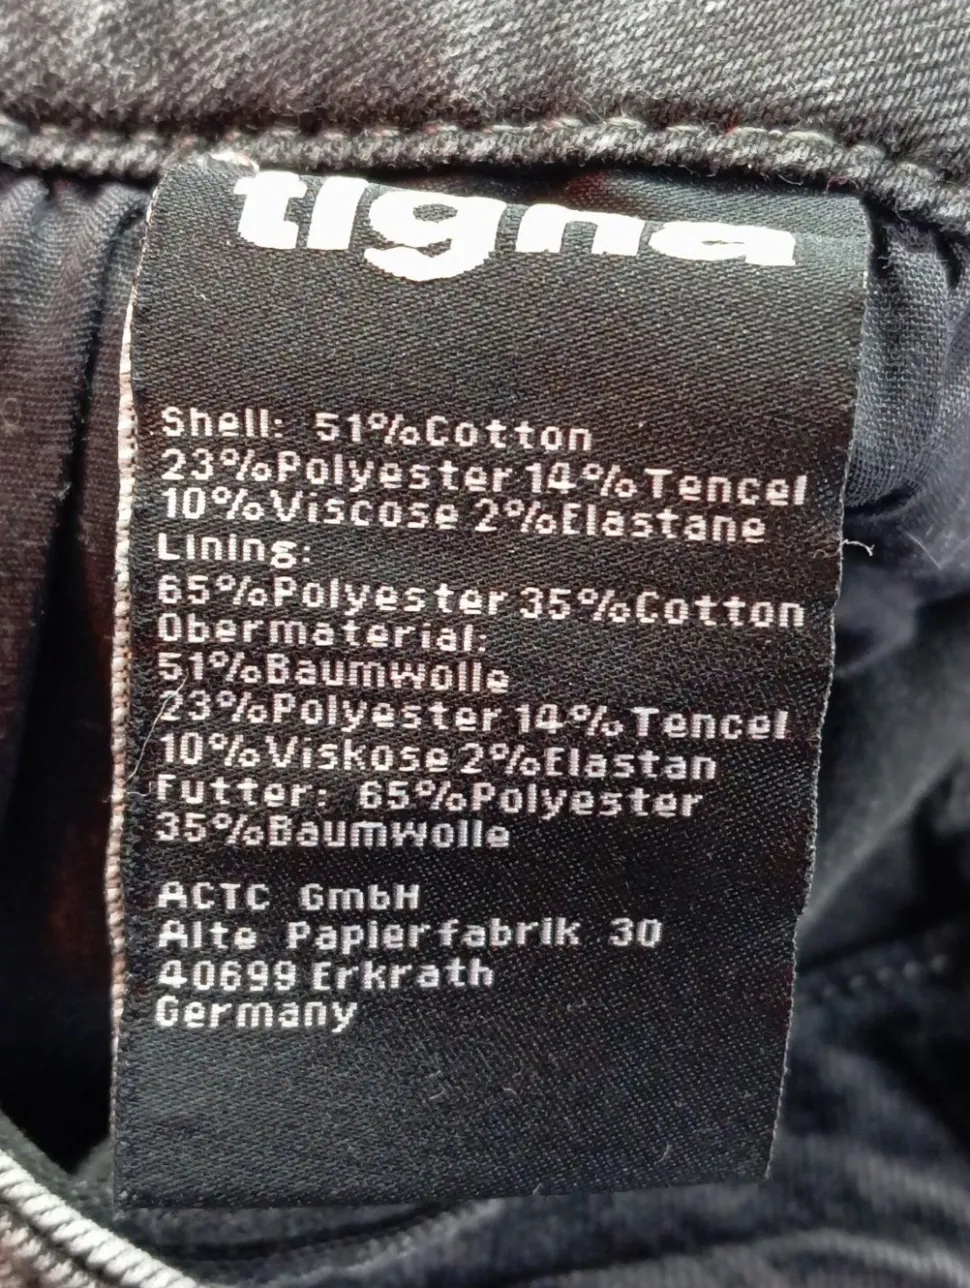 tigna
Shell: 51%Cotton
23%Polyester 14%Tencel
10%Viscose 2%Elastane
Lining:
65%Polyester 35%Cotton
Obermaterial:
51%Baumwolle
23%Polyester 14%Tencel
10%Viskose 2%Elastan
Futter: 65%Polyester
35%Baumwolle
ACTC GmbH
Alte Papierfabrik 30
40699 Erkrath
Germany